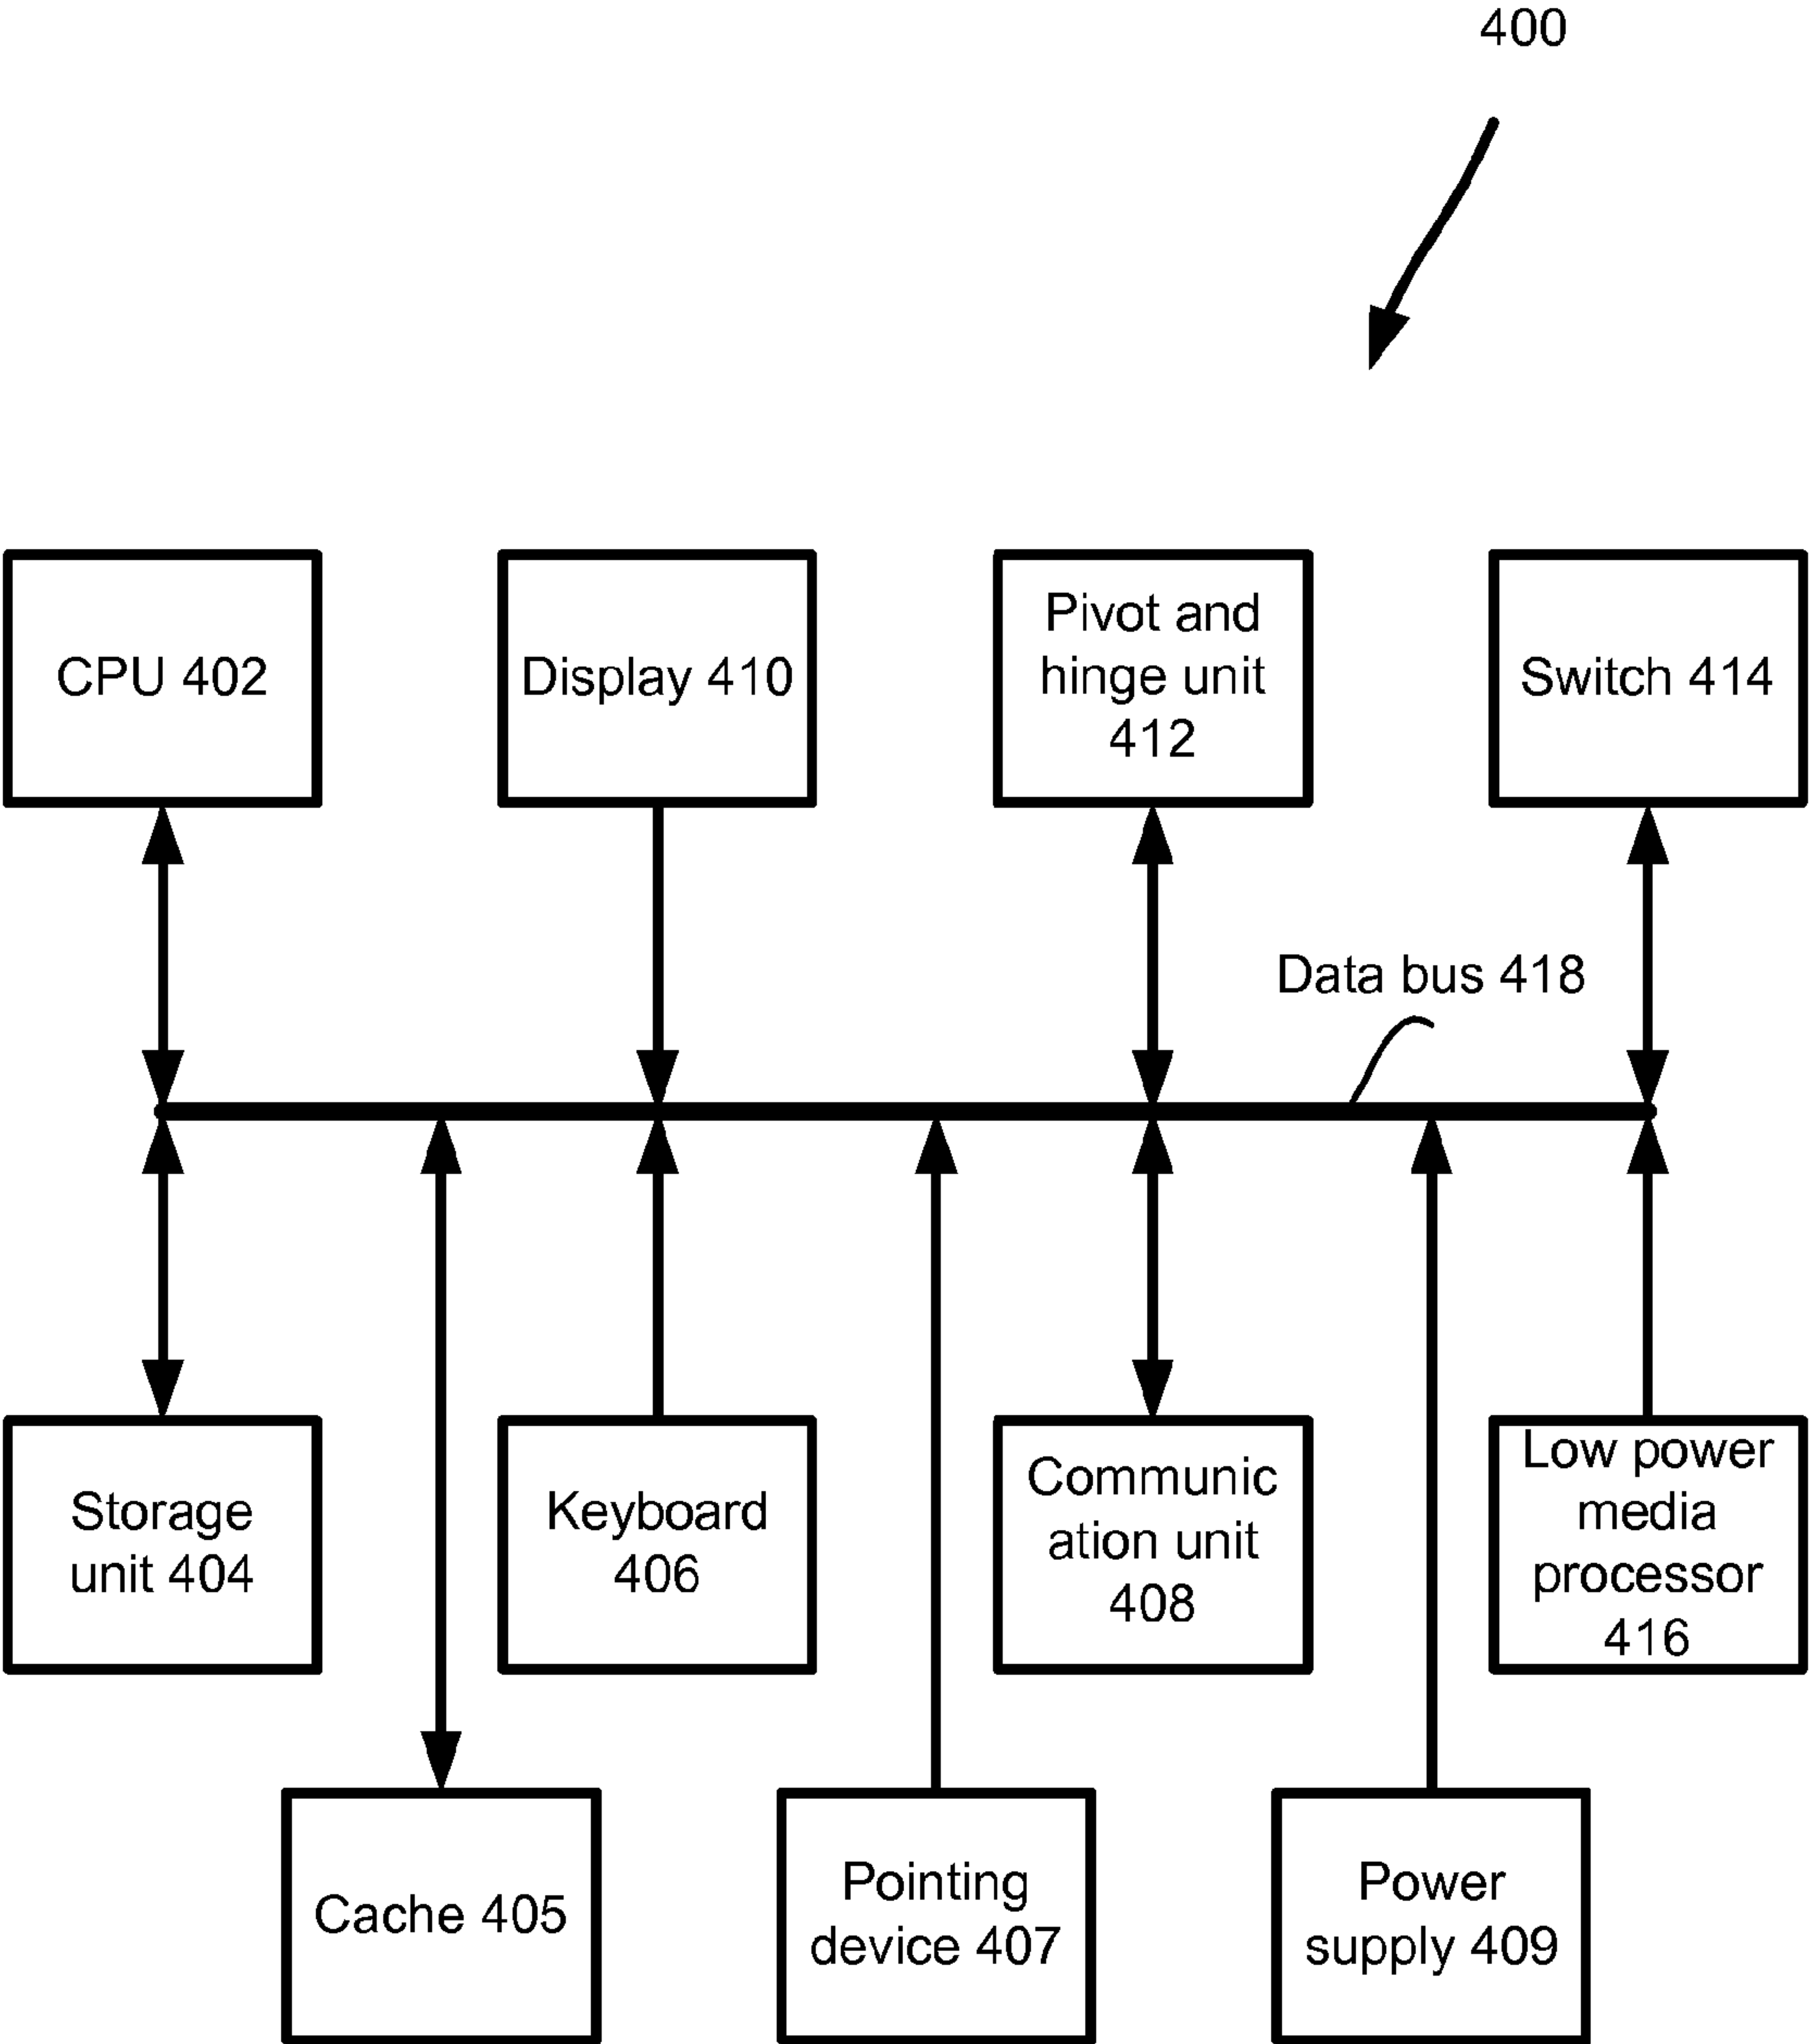 400
CPU 402
Display 410
Pivot and
hinge unit
412
Switch 414
Data bus 418
Storage
unit 404
Keyboard
406
Communic
ation unit
408
Low power
media
processor
416
Cache 405
Pointing
device 407
Power
supply 409